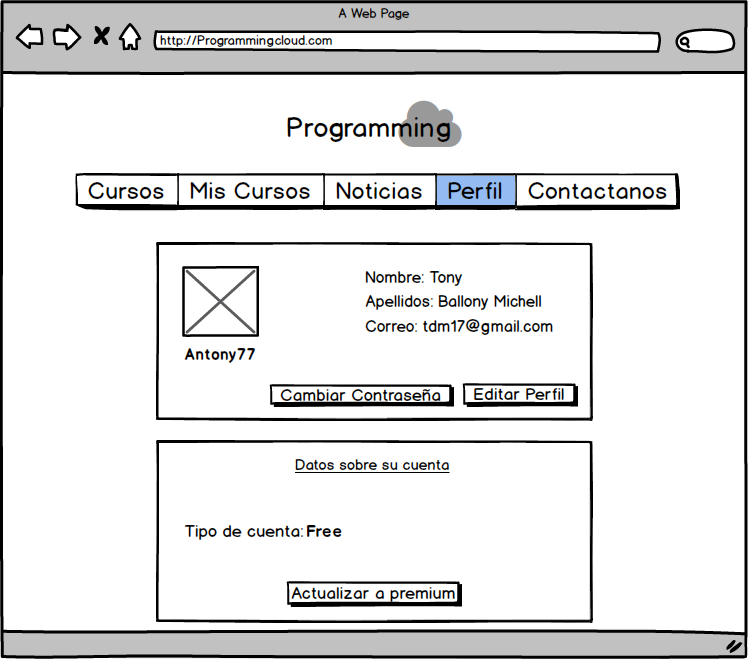 A Web Page
http://Programmingcloud.com
Programming
Cursos Mis Cursos Noticias Perfil Contactanos
Nombre: Tony
Apellidos: Ballony Michell
Correo: tdm17@gmail.com
Antony77
Cambiar Contraseña Editar Perfil
Datos sobre su cuenta
Tipo de cuenta: Free
Actualizar a premium